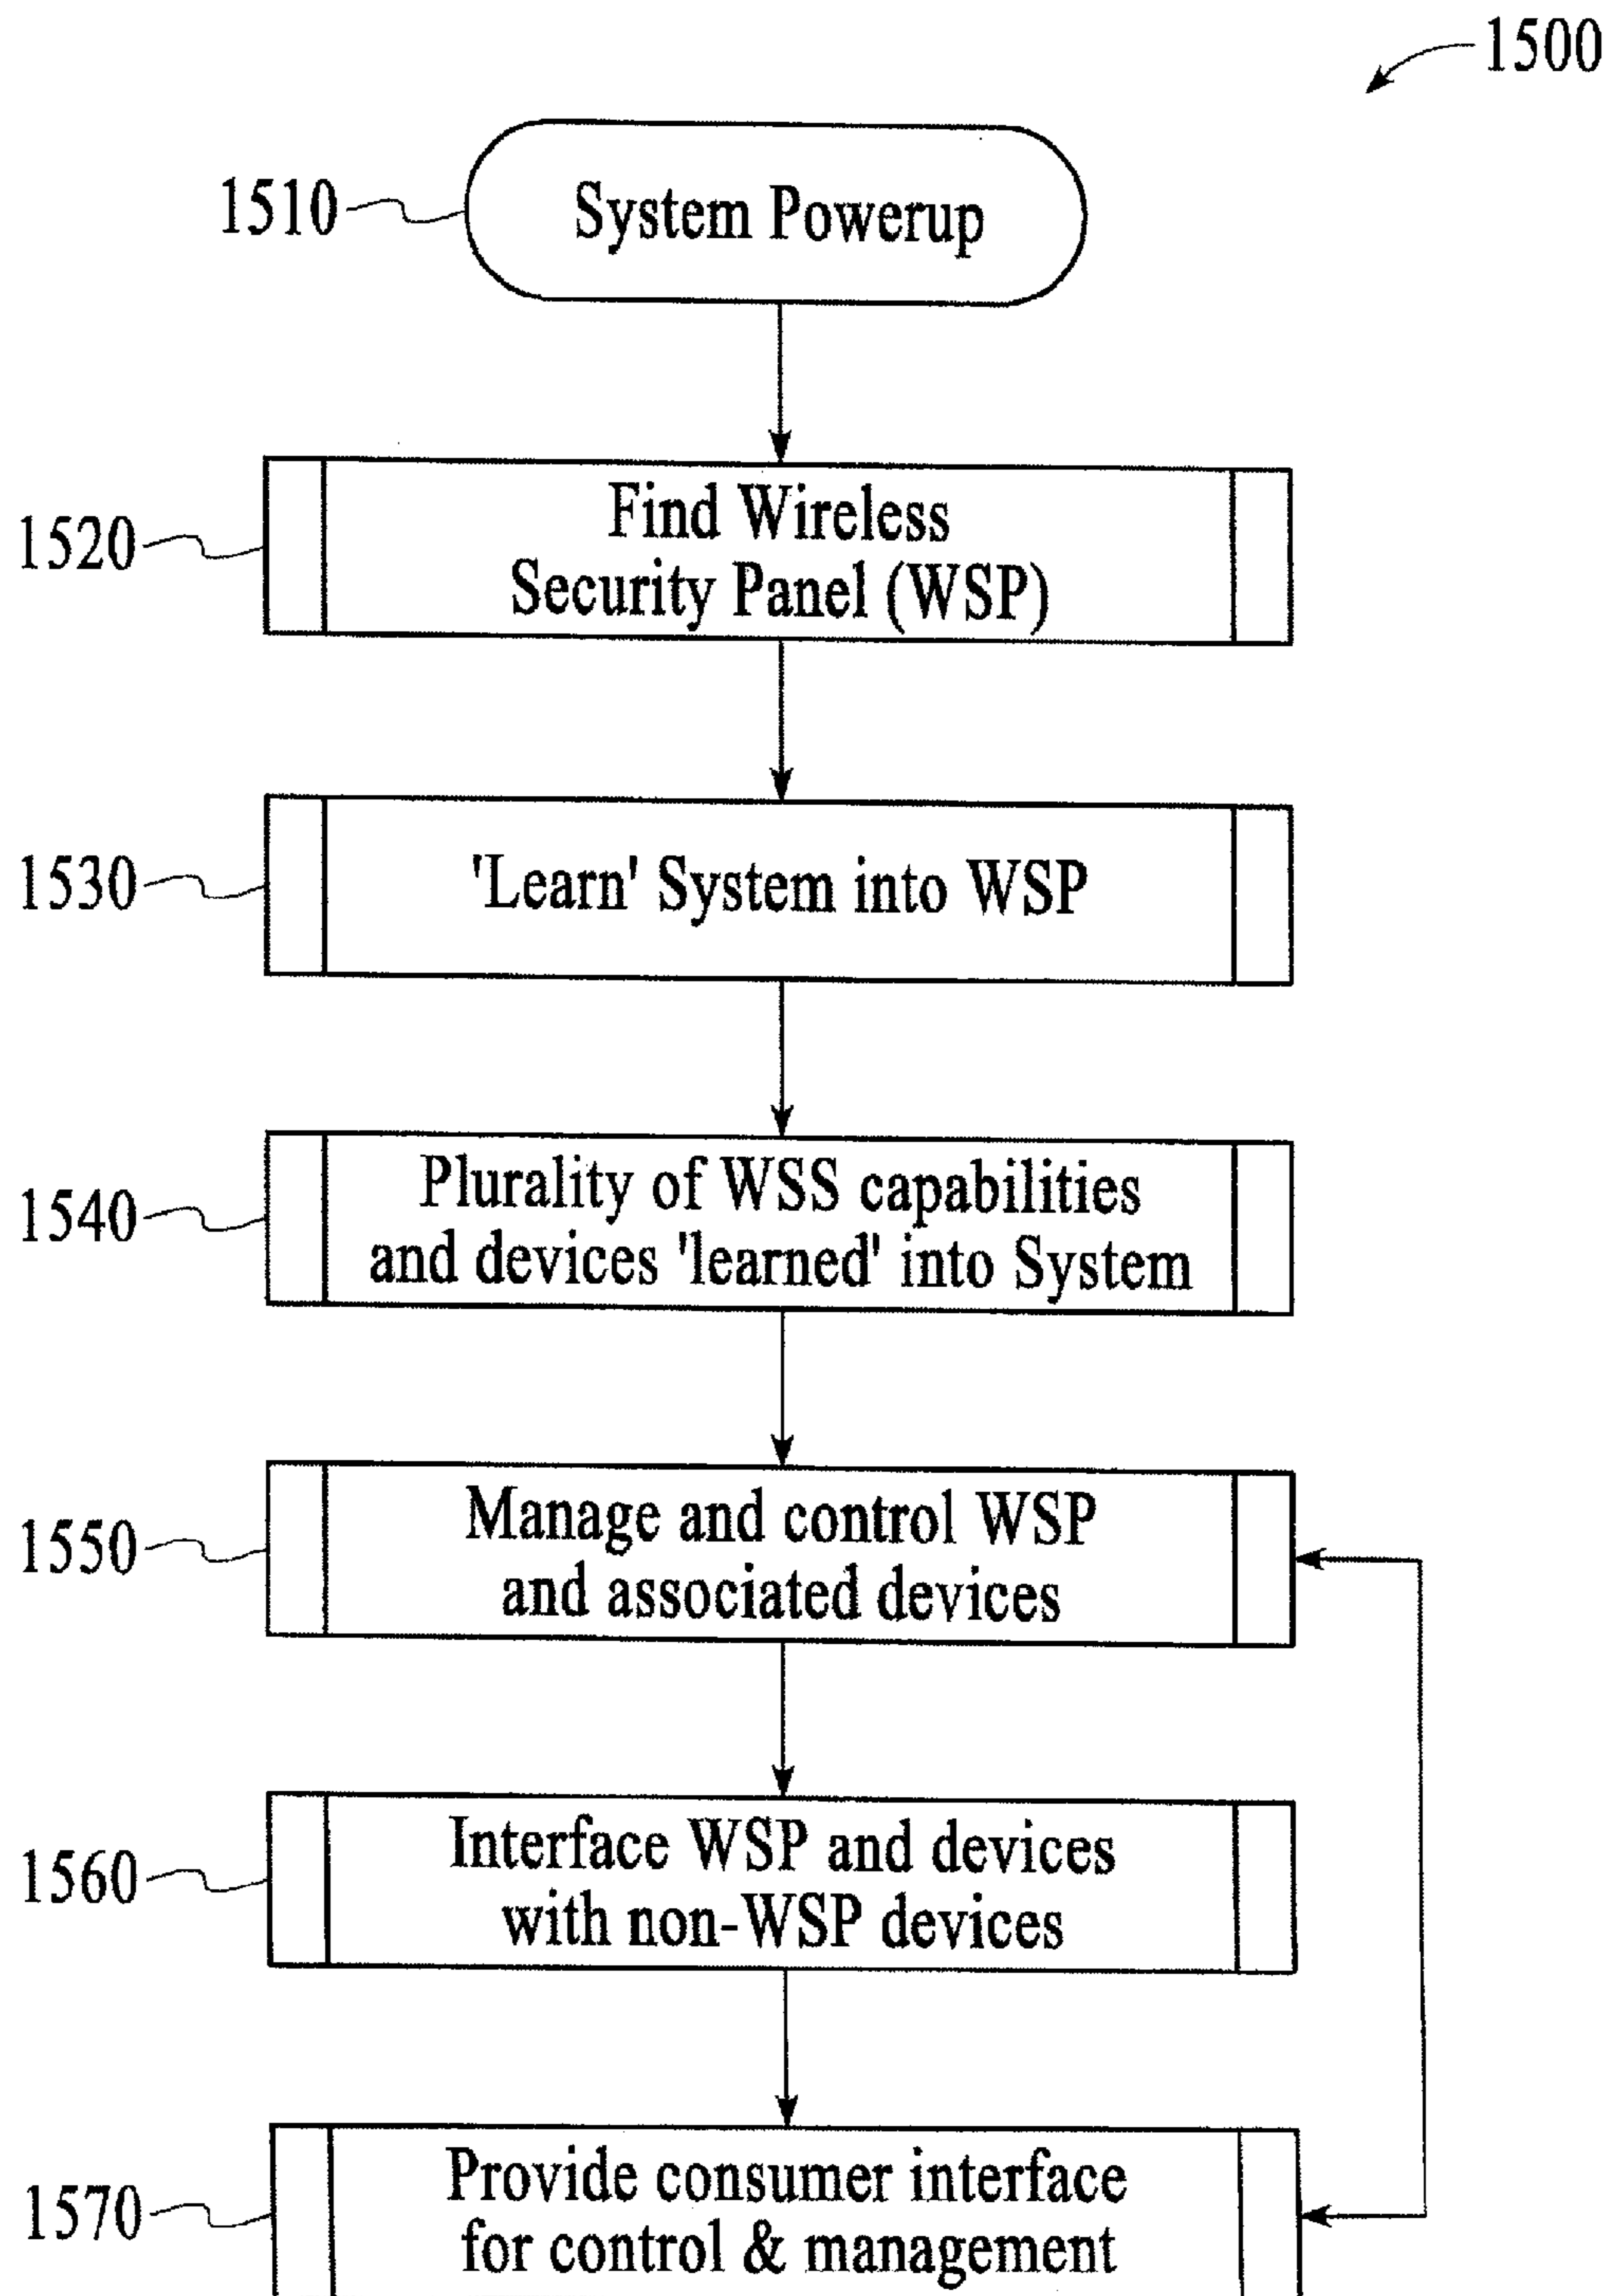 1500
1510
System Powerup
1520
Find Wireless
Security Panel (WSP)
1530
'Learn' System into WSP
1540
Plurality of WSS capabilities
and devices 'learned' into System
1550
Manage and control WSP
and associated devices
1560
Interface WSP and devices
with non-WSP devices
1570
Provide consumer interface
for control & management